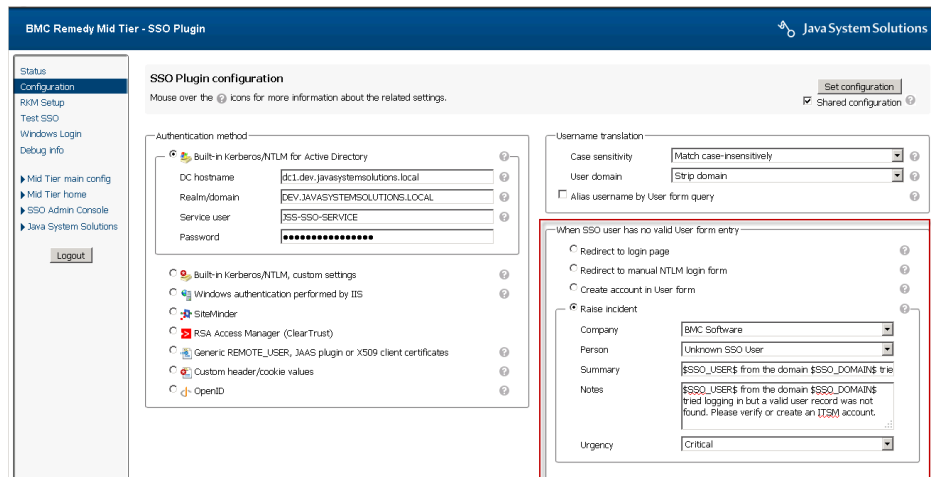 BMC Remedy Mid Tier - SSO Plugin
Java System Solutions
Status
Configuration
RKM Setup
Test SSO
Windows Login
Debug info
Mid Tier main config
Mid Tier home
SSO Admin Console
Java System Solutions
Logout
SSO Plugin configuration
Mouse over the ? icons for more information about the related settings.
Set configuration
Shared configuration ?
Authentication method
Built-in Kerberos/NTLM for Active Directory ?
DC hostname dc1.dev.javasystemsolutions.local ?
Realm/domain DEV.JAVASYSTEMSOLUTIONS.LOCAL ?
Service user JSS-SSO-SERVICE ?
Password ••••••••••••••••
Built-in Kerberos/NTLM, custom settings ?
Windows authentication performed by IIS ?
SiteMinder
RSA Access Manager (ClearTrust)
Generic REMOTE_USER, JAAS plugin or X509 client certificates ?
Custom header/cookie values ?
OpenID ?
Username translation
Case sensitivity Match case-insensitively ?
User domain Strip domain ?
Alias username by User form query ?
When SSO user has no valid User form entry
Redirect to login page ?
Redirect to manual NTLM login form ?
Create account in User form ?
Raise incident ?
Company BMC Software
Person Unknown SSO User
Summary $SSO_USER$ from the domain $SSO_DOMAIN$ trie
Notes $SSO_USER$ from the domain $SSO_DOMAIN$
tried logging in but a valid user record was not
found. Please verify or create an ITSM account.
Urgency Critical